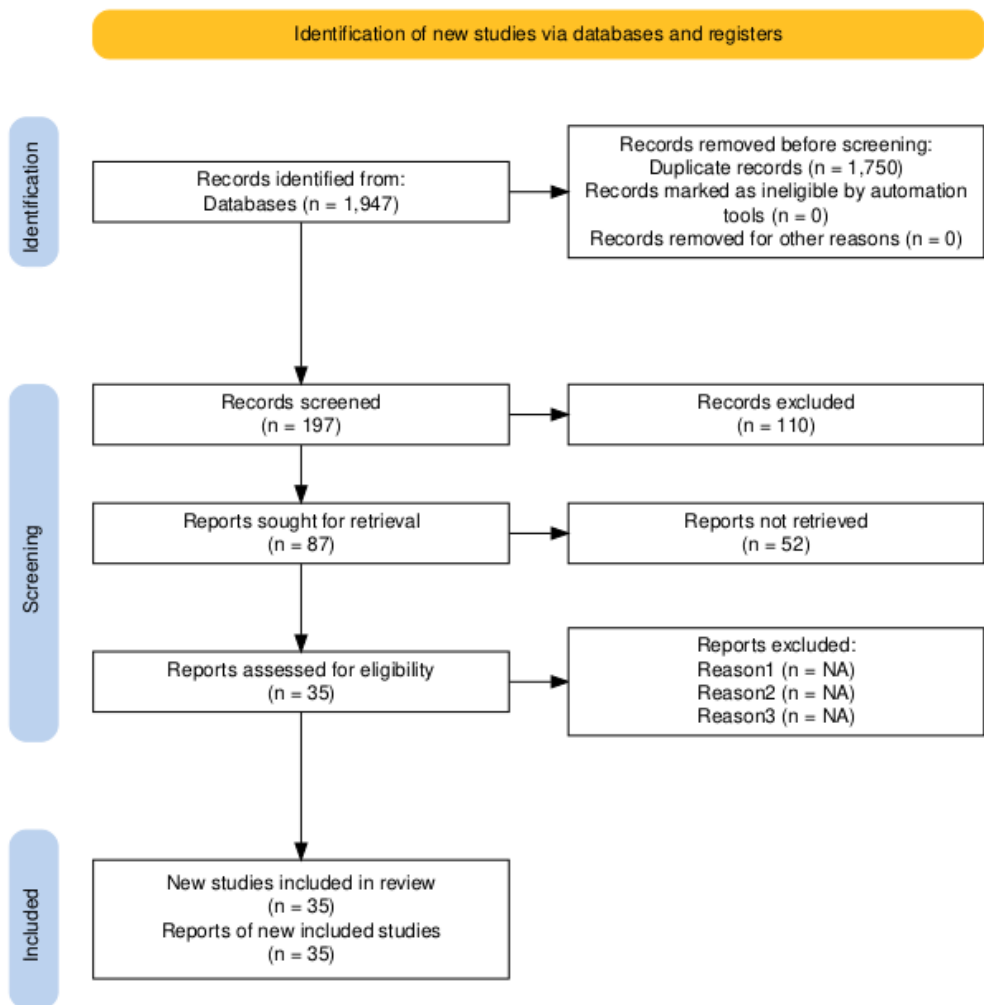 Identification of new studies via databases and registers
Identification
Records identified from:
Databases (n = 1,947)
Records removed before screening:
Duplicate records (n = 1,750)
Records marked as ineligible by automation
tools (n = 0)
Records removed for other reasons (n = 0)
Screening
Records screened
(n = 197)
Records excluded
(n = 110)
Reports sought for retrieval
(n = 87)
Reports not retrieved
(n = 52)
Reports assessed for eligibility
(n = 35)
Reports excluded:
Reason1 (n = NA)
Reason2 (n = NA)
Reason3 (n = NA)
Included
New studies included in review
(n = 35)
Reports of new included studies
(n = 35)